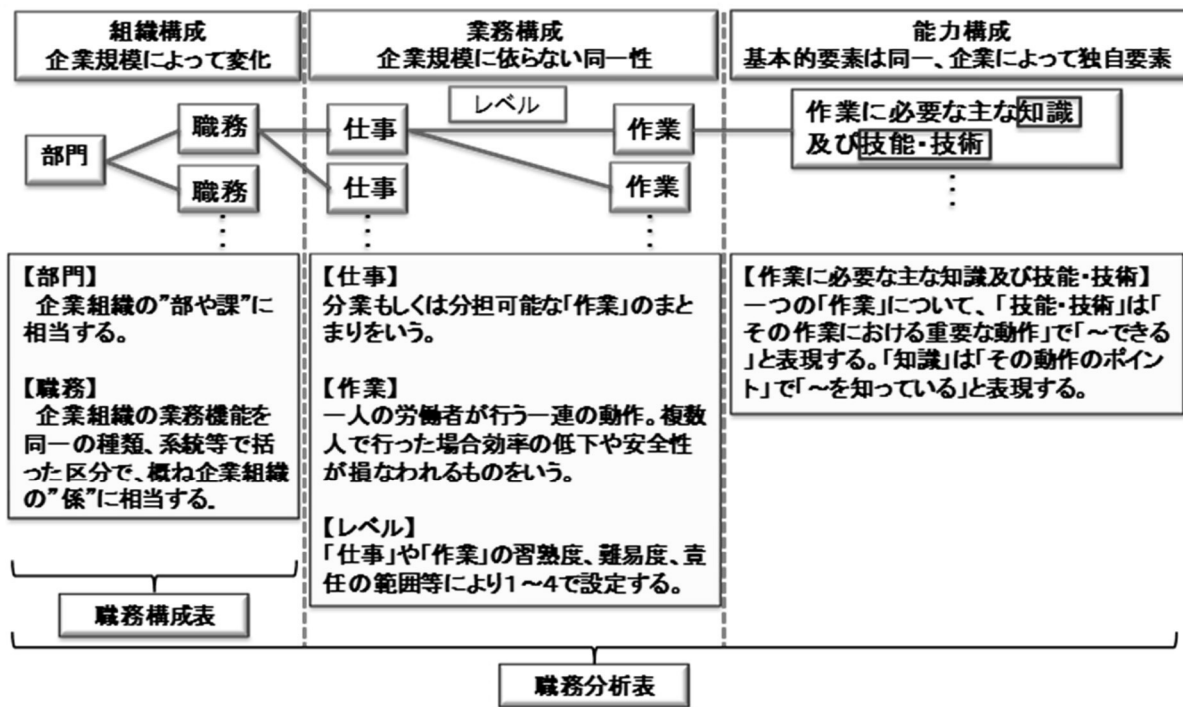 組織構成
企業規模によって変化
業務構成
企業規模に依らない同一性
能力構成
基本的要素は同一、企業によって独自要素
レベル
部門
職務
職務
仕事
仕事
作業
作業
作業に必要な主な知識
及び技能・技術
【部門】
企業組織の”部や課”に
相当する。
【職務】
企業組織の業務機能を
同一の種類、系統等で括
った区分で、概ね企業組織
の”係”に相当する。
【仕事】
分業もしくは分担可能な「作業」のまと
まりをいう。
【作業】
一人の労働者が行う一連の動作。複数
人で行った場合効率の低下や安全性
が損なわれるものをいう。
【レベル】
「仕事」や「作業」の習熟度、難易度、責
任の範囲等により1～4で設定する。
【作業に必要な主な知識及び技能・技術】
一つの「作業」について、「技能・技術」は「
その作業における重要な動作」で「～できる
」と表現する。「知識」は「その動作のポイン
ト」で「～を知っている」と表現する。
職務構成表
職務分析表